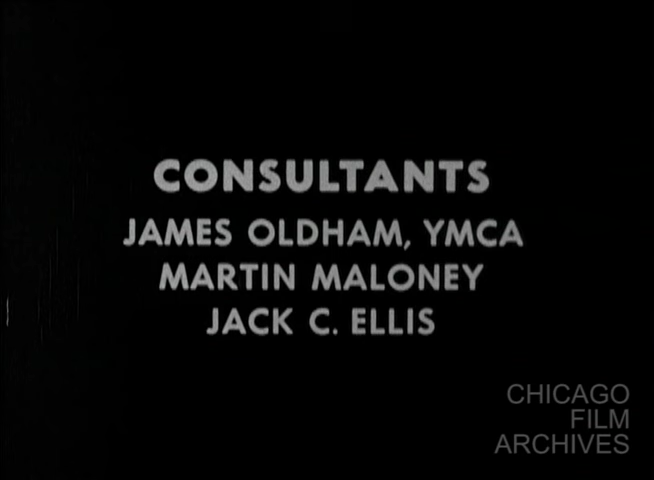 CONSULTANTS
JAMES OLDHAM, YMCA
MARTIN MALONEY
JACK C. ELLIS
CHICAGO
FILM
ARCHIVES